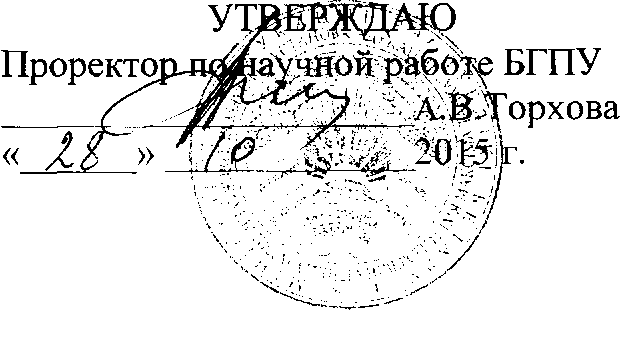 УТВЕРЖДАЮ
Проректор по научной работе БГПУ
А.В.Торхова
«28» 10 2015 г.